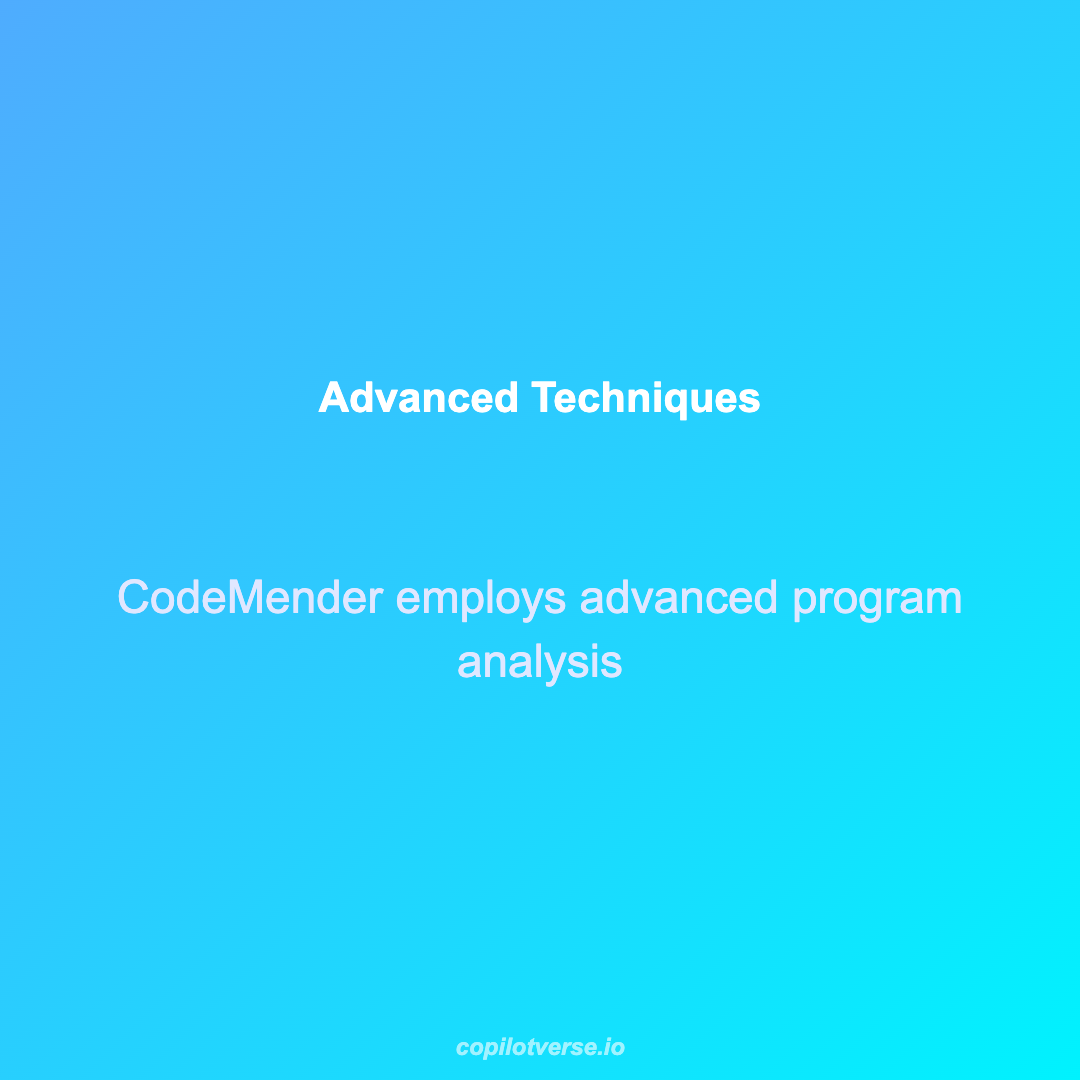 Advanced Techniques
CodeMender employs advanced program
analysis
copilotverse.io